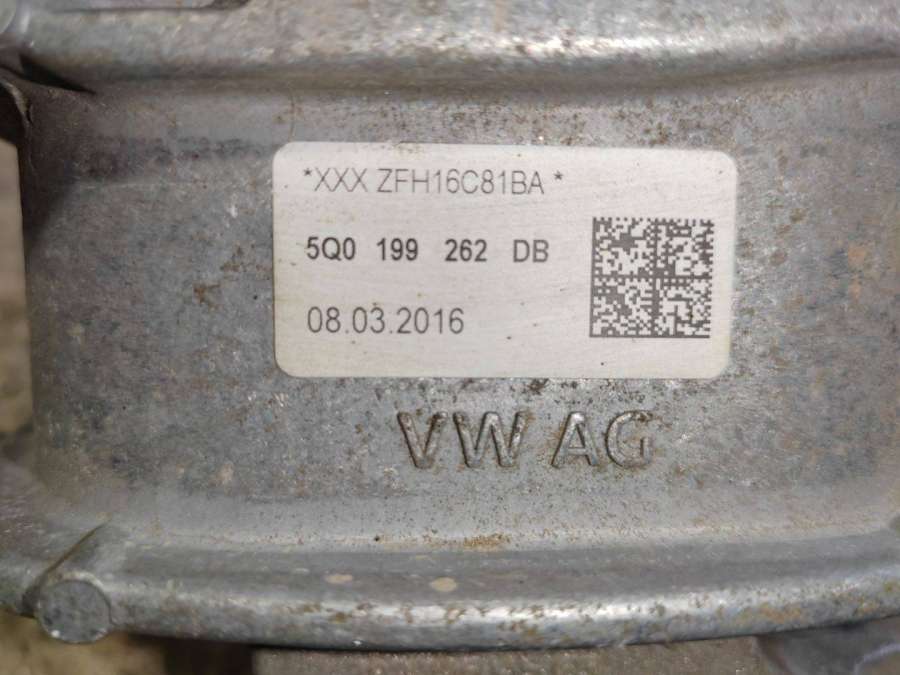 *XXX ZFH16C81BA *
5Q0 199 262 DB
08.03.2016
VW AG